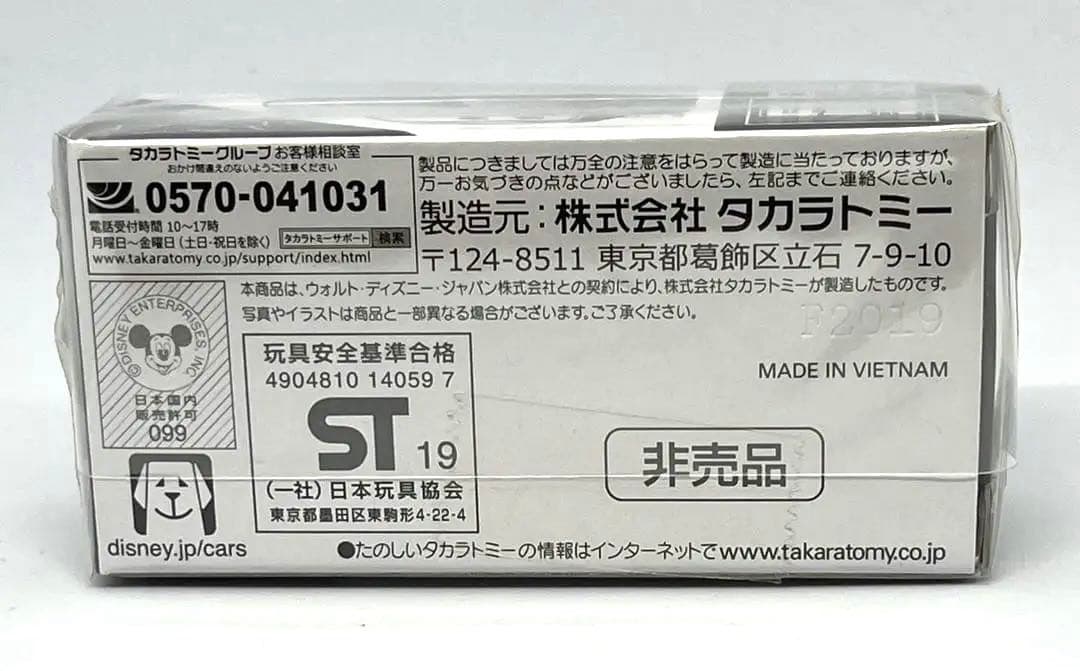 タカラトミーグループお客様相談室
おかけ間違えのないようご注意ください
0570-041031
電話受付時間 10～17時
月曜日～金曜日(土日・祝日を除く) タカラトミーサポート 検索
www.takaratomy.co.jp/support/index.html
製品につきましては万全の注意をはらって製造に当たっておりますが、
万一お気づきの点などがございましたら、左記までご連絡ください。
製造元:株式会社 タカラトミー
〒124-8511 東京都葛飾区立石 7-9-10
本商品は、ウォルト・ディズニー・ジャパン株式会社との契約により、株式会社タカラトミーが製造したものです。
写真やイラストは商品と一部異なる場合がございます。ご了承ください。
F2019
MADE IN VIETNAM
©DISNEY ENTERPRISES, INC.
日本国内
販売許可
099
玩具安全基準合格
4904810 14059 7
ST 19
(一社)日本玩具協会
東京都墨田区東駒形4-22-4
非売品
disney.jp/cars
●たのしいタカラトミーの情報はインターネットでwww.takaratomy.co.jp